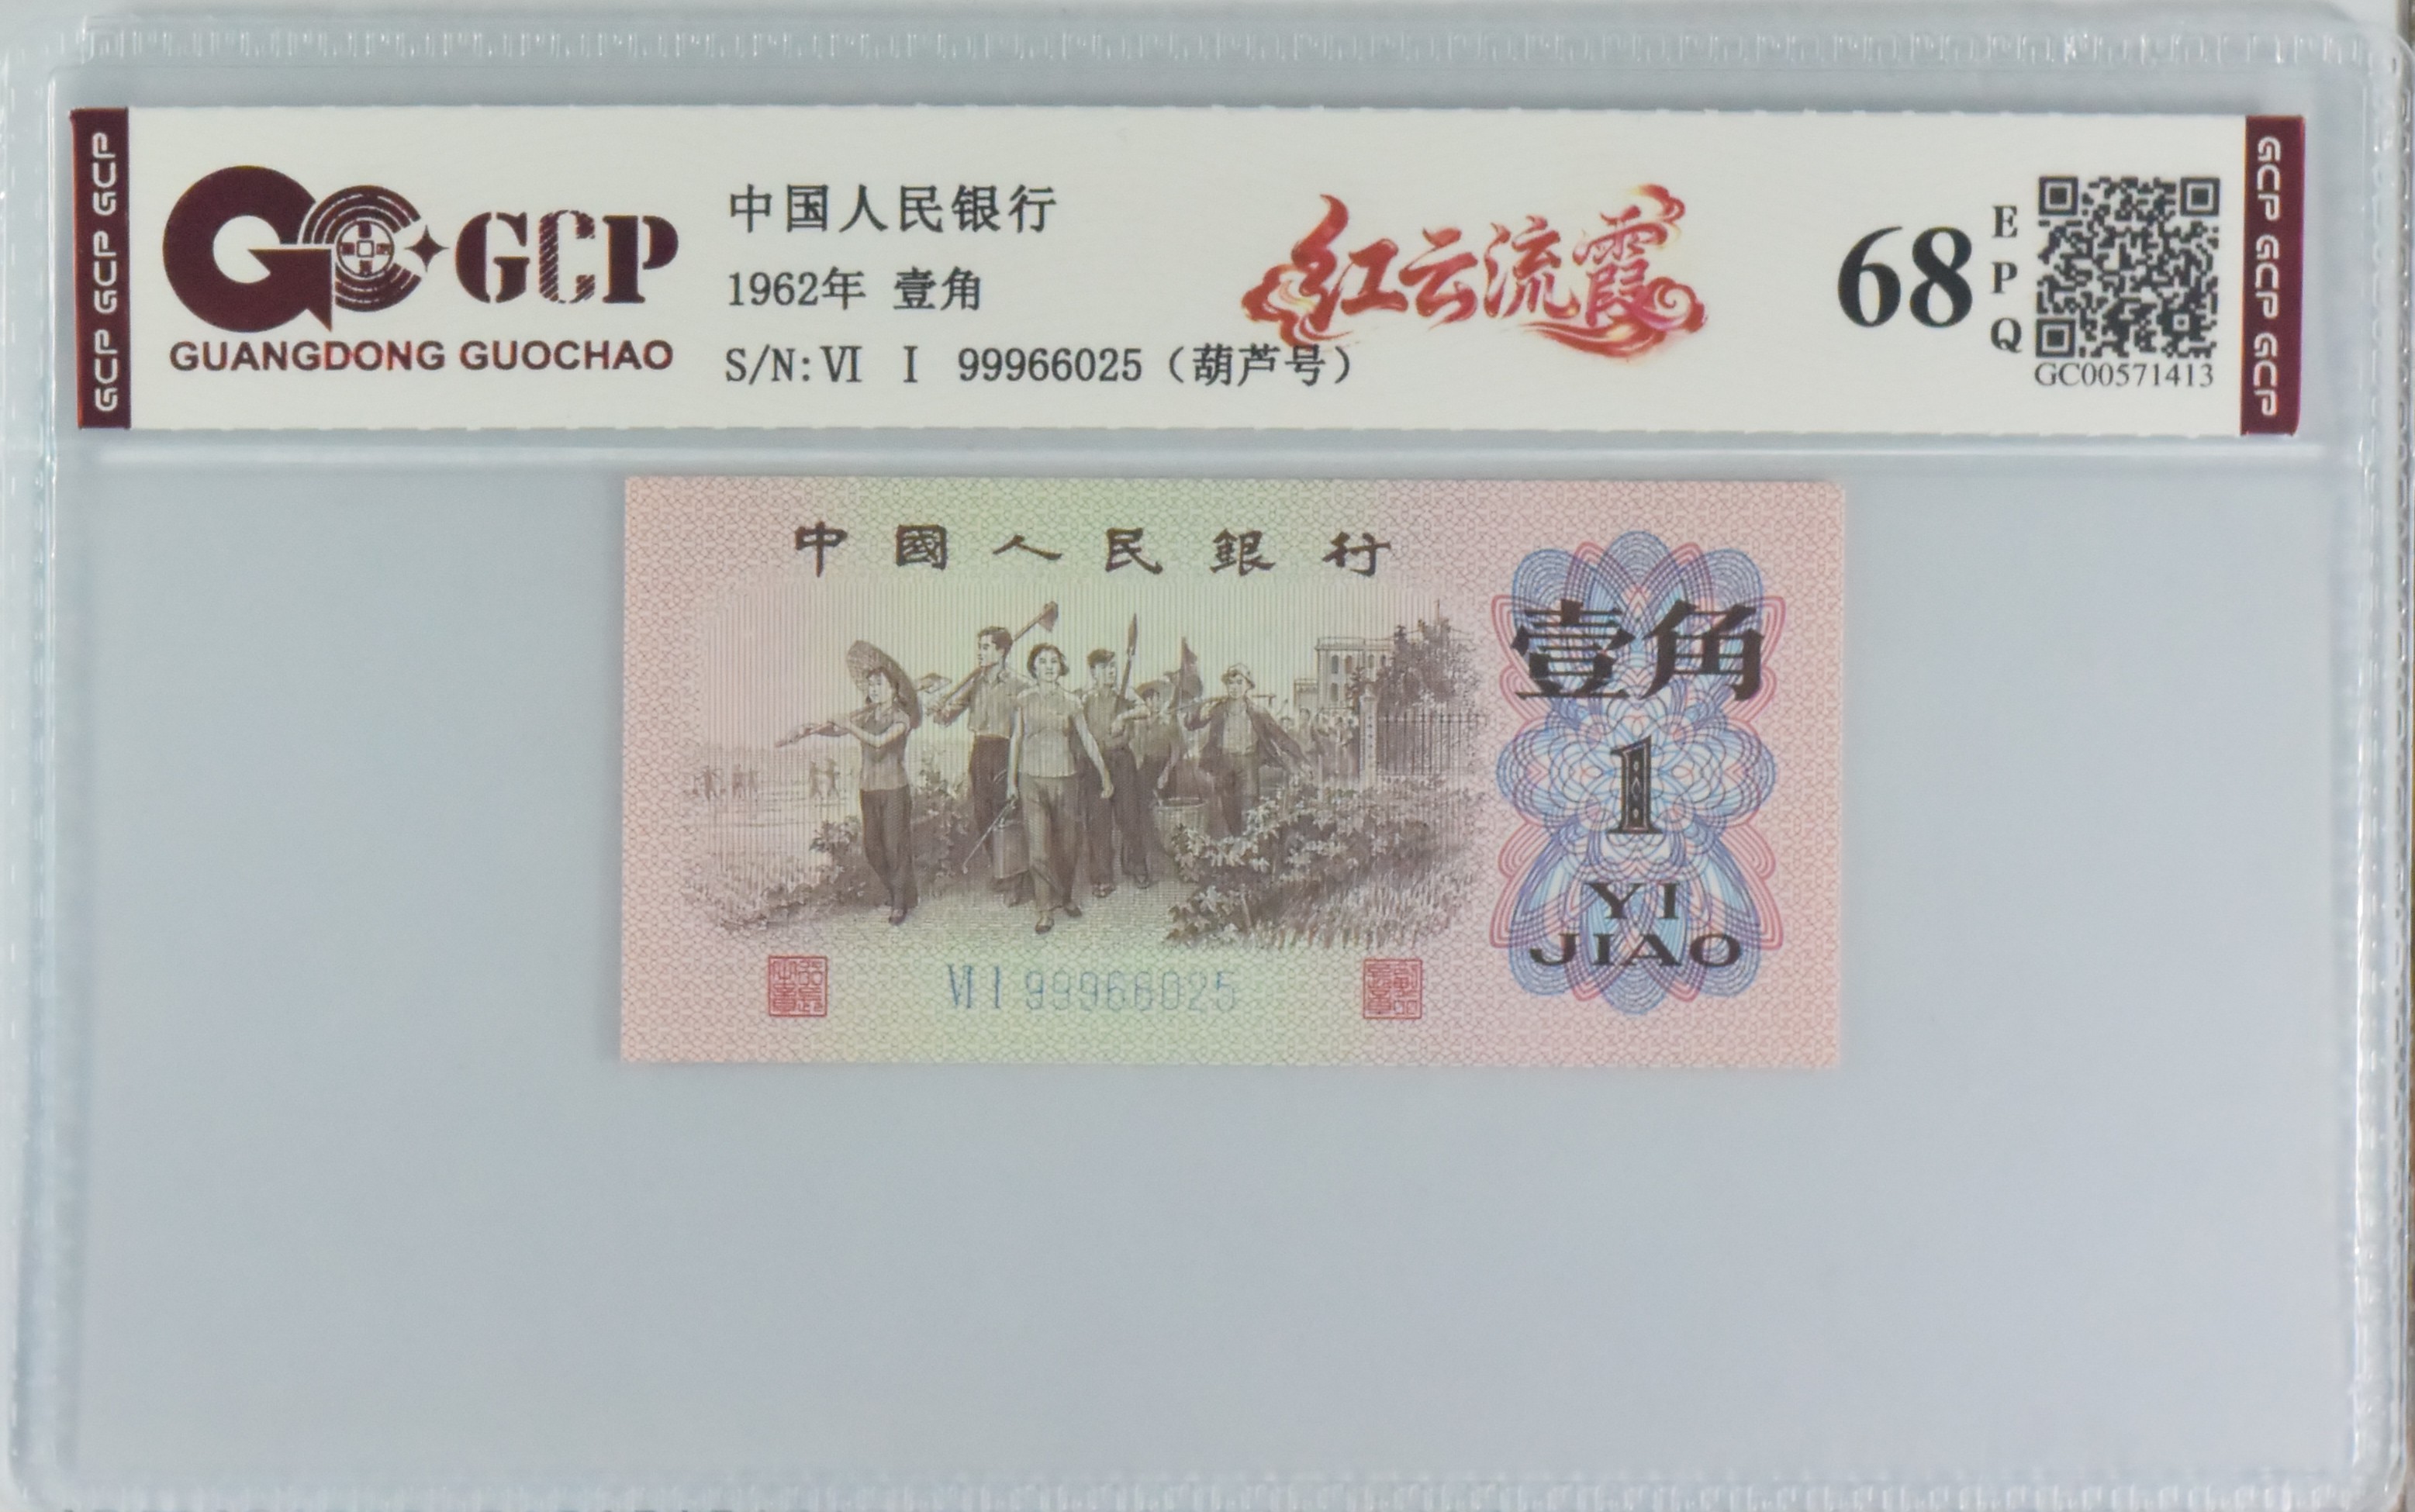 GCP GCP GCP
GCP
GUANGDONG GUOCHAO
中国人民银行
1962年 壹角
S/N:Ⅵ Ⅰ 99966025（葫芦号）
红云流霞
68
EPQ
GC00571413
GCP GCP GCP
中國人民銀行
壹角
1
YI
JIAO
Ⅵ Ⅰ 99966025